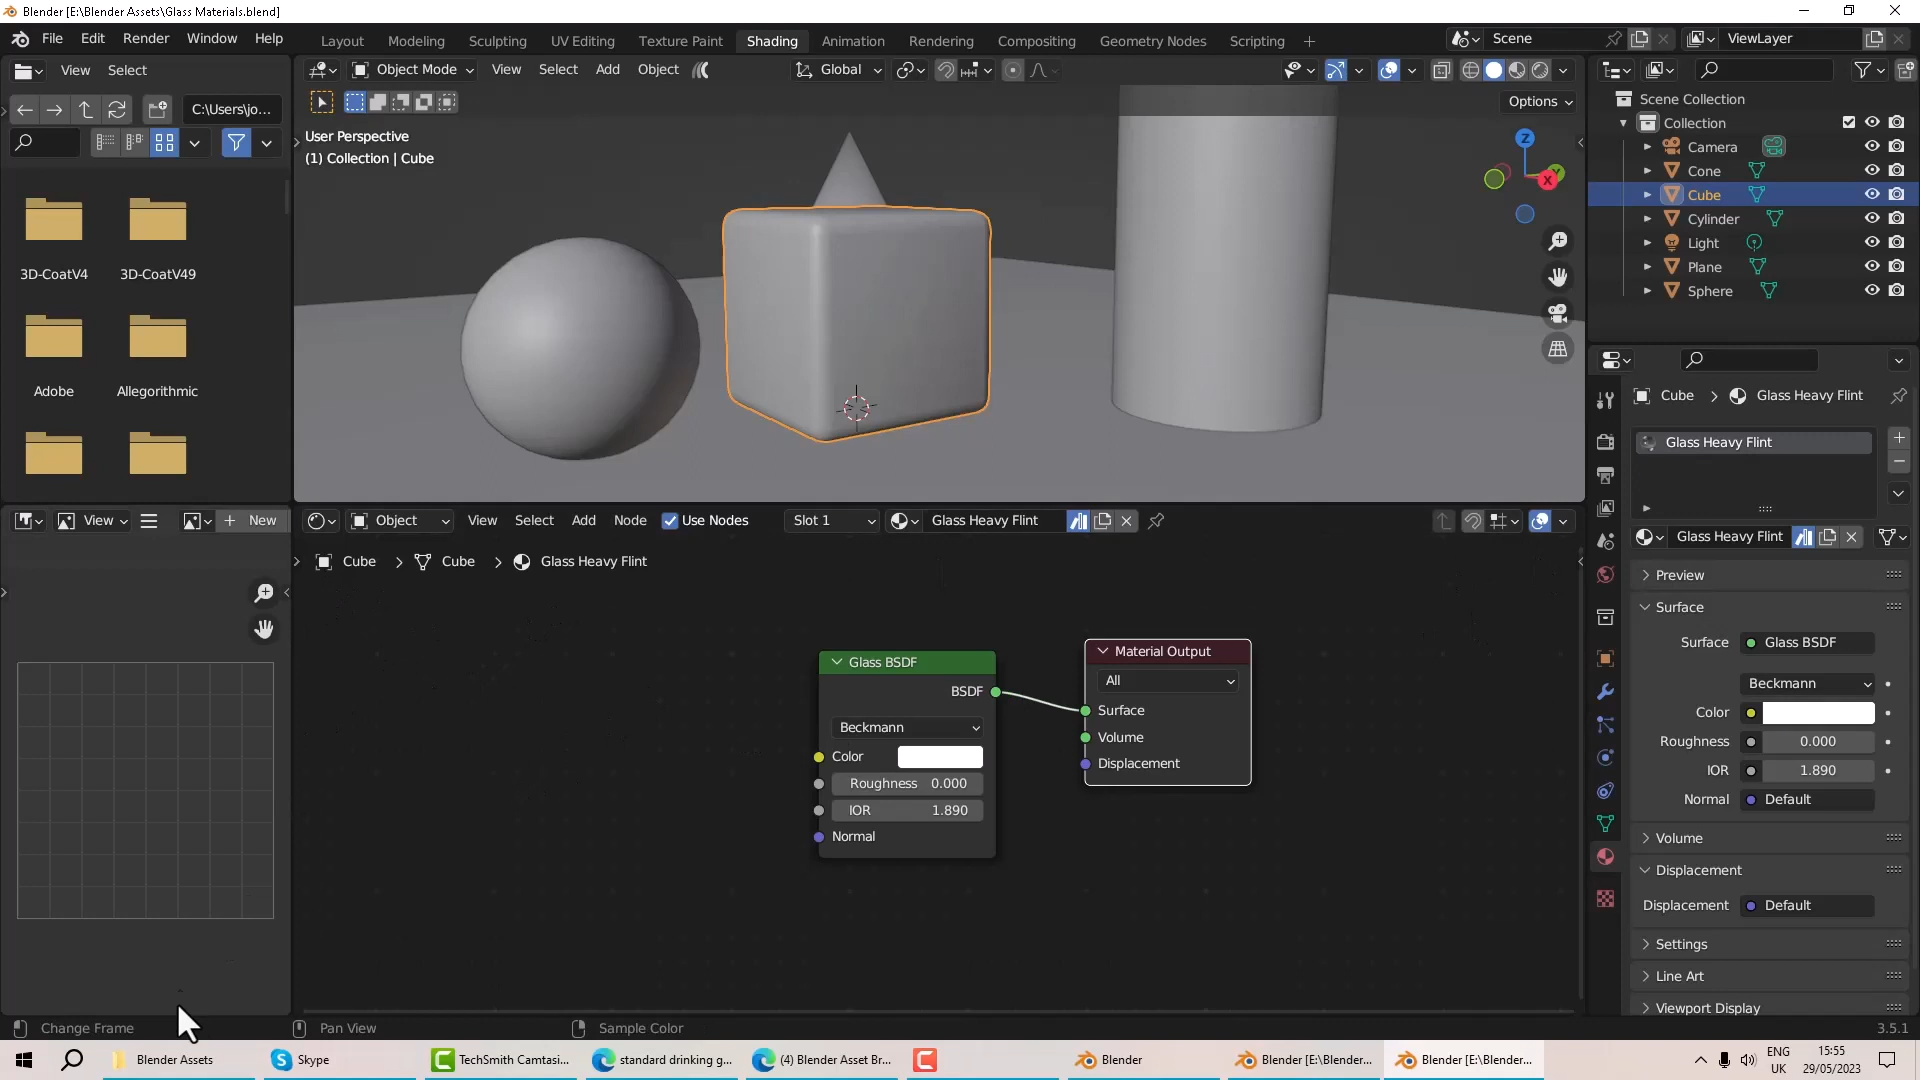 Blender [E:\Blender Assets\Glass Materials.blend]
File Edit Render Window Help
Layout Modeling Sculpting UV Editing Texture Paint Shading Animation Rendering Compositing Geometry Nodes Scripting +
Scene
ViewLayer
View Select
Object Mode View Select Add Object
Global
C:\Users\jo...
Options
User Perspective
(1) Collection | Cube
Z
Y
X
Scene Collection
Collection
Camera
Cone
Cube
Cylinder
Light
Plane
Sphere
3D-CoatV4 3D-CoatV49
Adobe Allegorithmic
Cube > Glass Heavy Flint
Glass Heavy Flint
Glass Heavy Flint
Preview
Surface
Surface Glass BSDF
Beckmann
Color
Roughness 0.000
IOR 1.890
Normal Default
Volume
Displacement
Displacement Default
Settings
Line Art
Viewport Display
View
+ New
Object View Select Add Node Use Nodes Slot 1 Glass Heavy Flint
Cube > Cube > Glass Heavy Flint
Glass BSDF
BSDF
Beckmann
Color
Roughness 0.000
IOR 1.890
Normal
Material Output
All
Surface
Volume
Displacement
Change Frame
Pan View
Sample Color
3.5.1
Blender Assets
Skype
TechSmith Camtasi...
standard drinking g...
(4) Blender Asset Br...
Blender
Blender [E:\Blender...
Blender [E:\Blender...
ENG
UK
15:55
29/05/2023